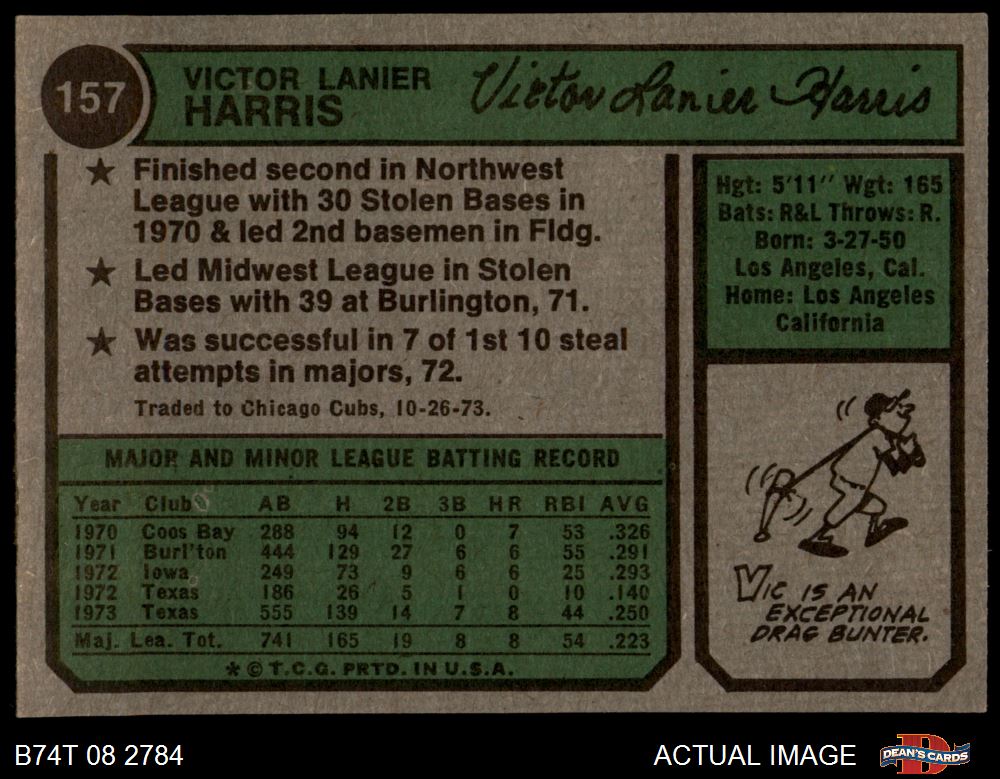 157
VICTOR LANIER
HARRIS
Victor Lanier Harris
★ Finished second in Northwest
League with 30 Stolen Bases in
1970 & led 2nd basemen in Fldg.
★ Led Midwest League in Stolen
Bases with 39 at Burlington, 71.
★ Was successful in 7 of 1st 10 steal
attempts in majors, 72.
Traded to Chicago Cubs, 10-26-73.
Hgt: 5'11" Wgt: 165
Bats: R&L Throws: R.
Born: 3-27-50
Los Angeles, Cal.
Home: Los Angeles
California
MAJOR AND MINOR LEAGUE BATTING RECORD
Year Club AB H 2B 3B HR RBI AVG
1970 Coos Bay 288 94 12 0 7 53 .326
1971 Burl'ton 444 129 27 6 6 55 .291
1972 Iowa 249 73 9 6 6 25 .293
1972 Texas 186 26 5 1 0 10 .140
1973 Texas 555 139 14 7 8 44 .250
Maj. Lea. Tot. 741 165 19 8 8 54 .223
* © T.C.G. PRTD. IN U.S.A.
VIC IS AN
EXCEPTIONAL
DRAG BUNTER.
B74T 08 2784
ACTUAL IMAGE
D
DEAN'S CARDS